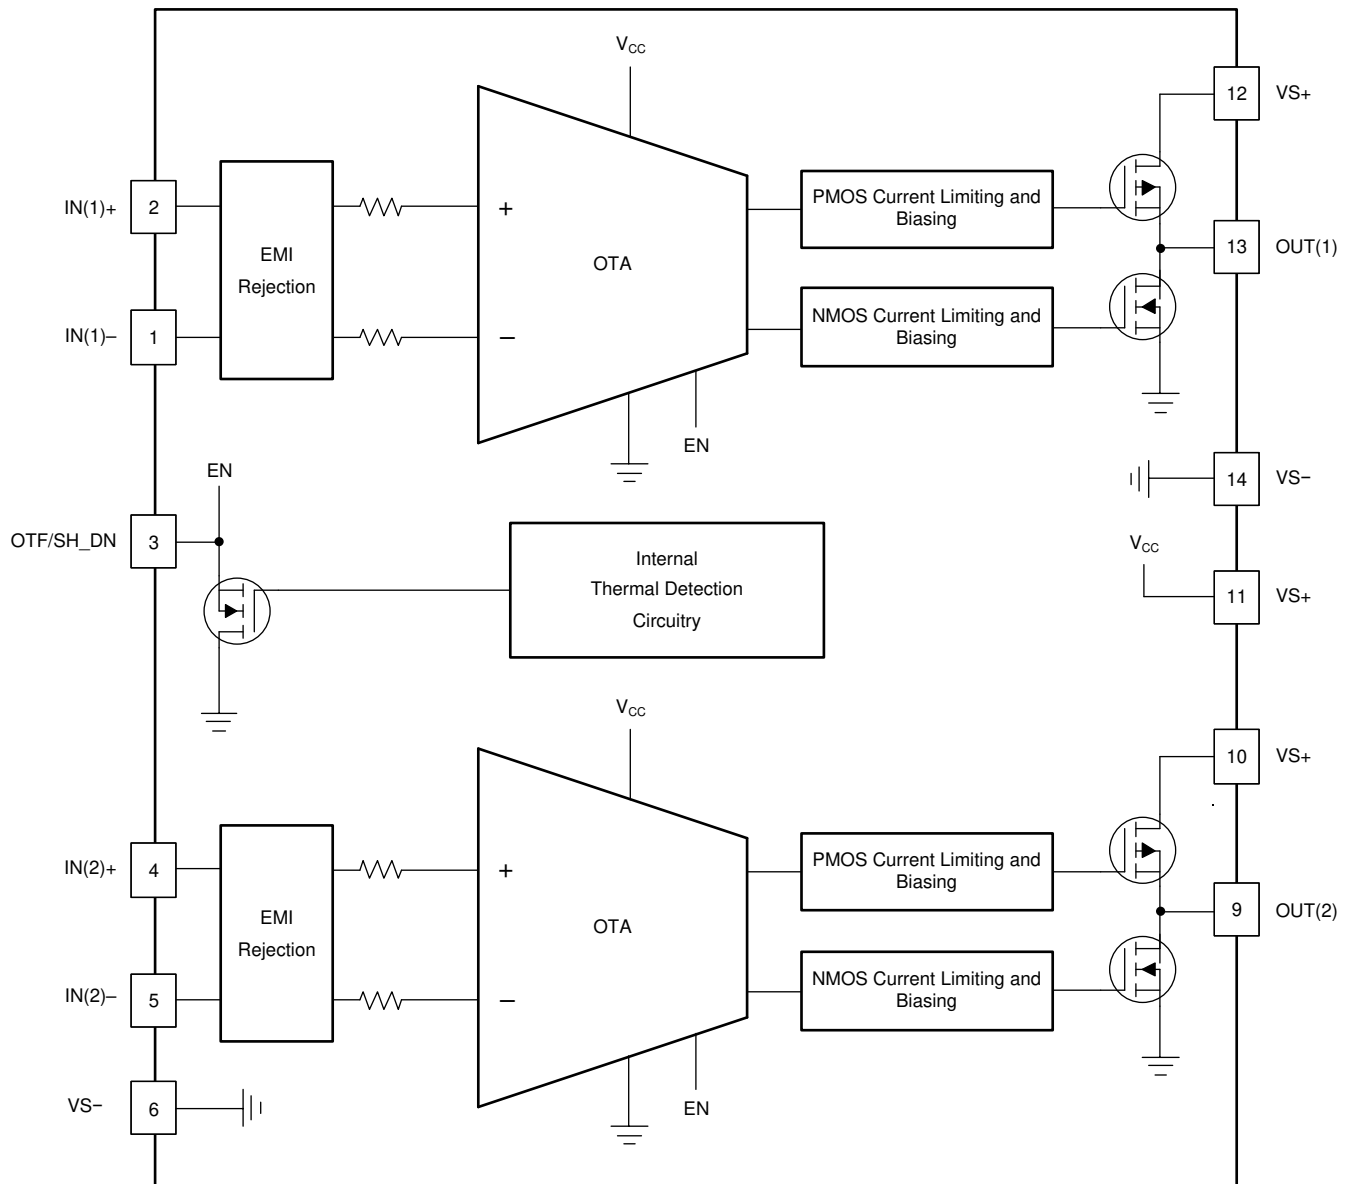 V_CC
12 VS+
PMOS Current Limiting and
Biasing
IN(1)+ 2
+
EMI
Rejection
OTA
13 OUT(1)
NMOS Current Limiting and
Biasing
IN(1)− 1
−
EN
EN
14 VS−
OTF/SH_DN 3
Internal
Thermal Detection
Circuitry
V_CC
11 VS+
V_CC
10 VS+
PMOS Current Limiting and
Biasing
IN(2)+ 4
+
EMI
Rejection
OTA
9 OUT(2)
NMOS Current Limiting and
Biasing
IN(2)− 5
−
EN
VS− 6